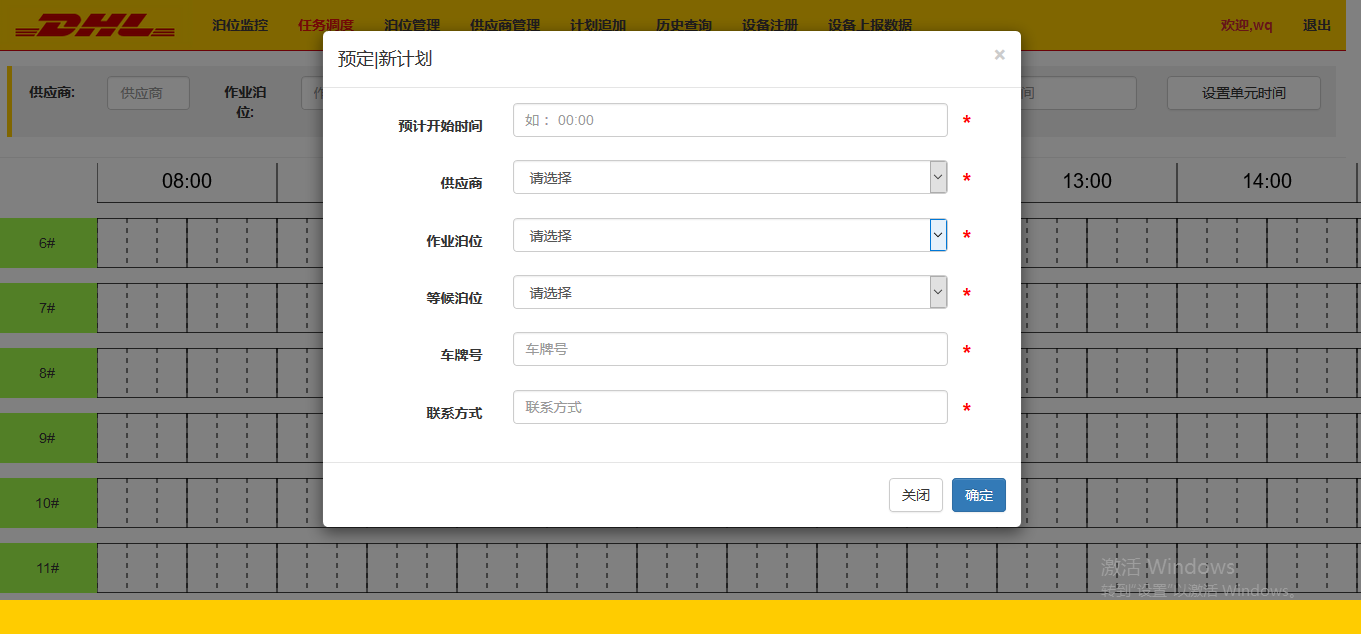 DHL
泊位监控 任务调度 泊位管理 供应商管理 计划追加 历史查询 设备注册 设备上报数据 欢迎,wq 退出
预定|新计划 ×
供应商: 供应商 作业泊位: 间 设置单元时间
预计开始时间 如： 00:00 *
供应商 请选择 *
作业泊位 请选择 *
等候泊位 请选择 *
车牌号 车牌号 *
联系方式 联系方式 *
关闭 确定
08:00 13:00 14:00
6#
7#
8#
9#
10#
11#
激活 Windows
转到"设置"以激活 Windows。